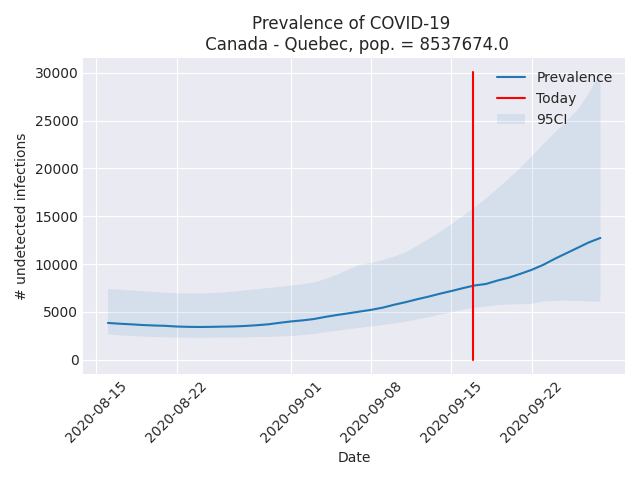 Prevalence of COVID-19
Canada - Quebec, pop. = 8537674.0
30000
25000
20000
15000
10000
5000
0
# undetected infections
Prevalence
Today
95CI
2020-08-15
2020-08-22
2020-09-01
2020-09-08
2020-09-15
2020-09-22
Date